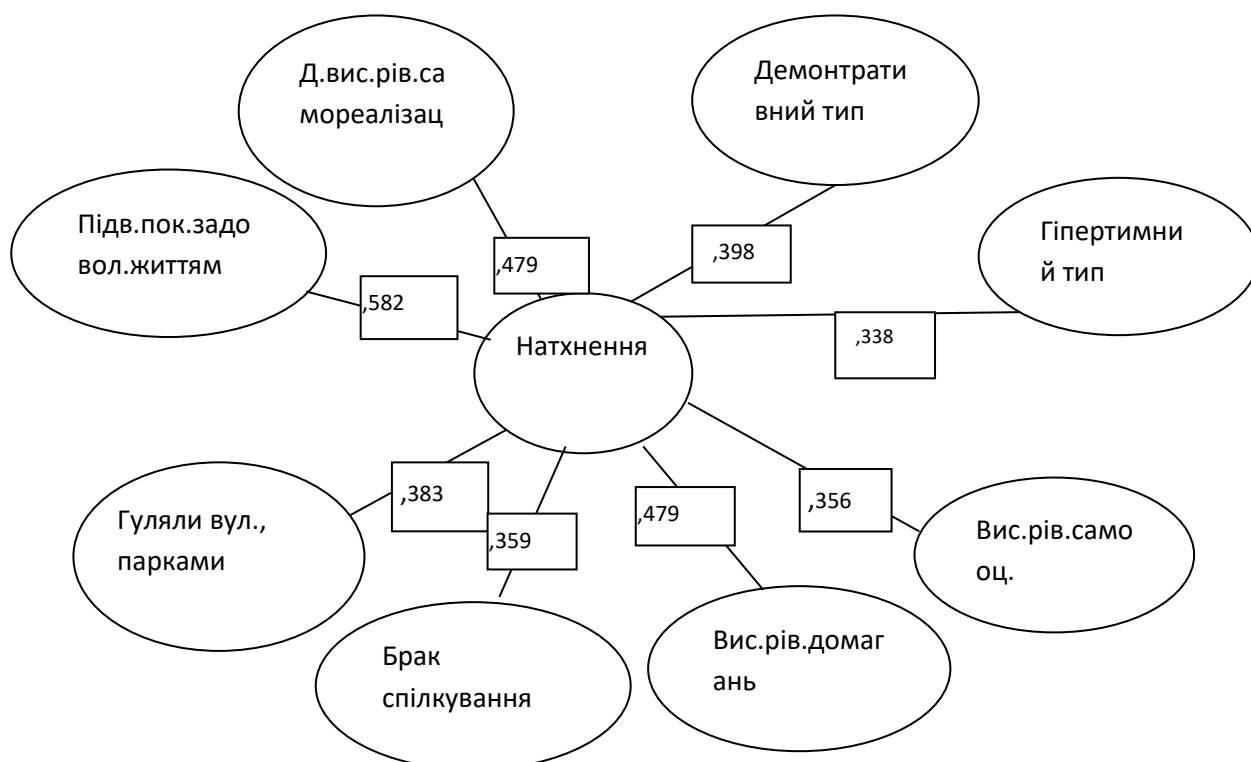 Д.вис.рів.са
мореалізац
Демонтрати
вний тип
Підв.пок.задо
вол.життям
Гіпертимни
й тип
,479
,398
,582
,338
Натхнення
,383
,359
,479
,356
Гуляли вул.,
парками
Вис.рів.само
оц.
Брак
спілкування
Вис.рів.домаг
ань